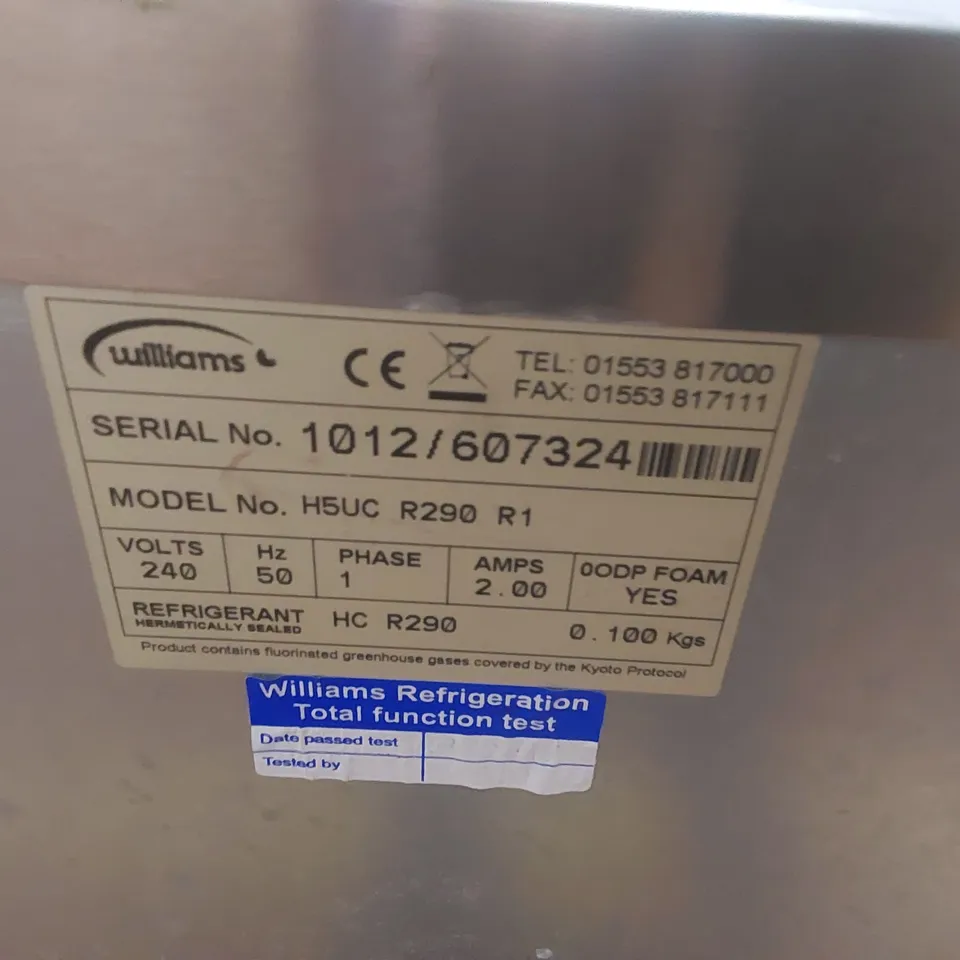 williams
CE
TEL: 01553 817000
FAX: 01553 817111
SERIAL No. 1012/607324
MODEL No. H5UC R290 R1
VOLTS 240
Hz 50
PHASE 1
AMPS 2.00
0ODP FOAM YES
REFRIGERANT HC R290 0.100 Kgs
HERMETICALLY SEALED
Product contains fluorinated greenhouse gases covered by the Kyoto Protocol
Williams Refrigeration
Total function test
Date passed test
Tested by